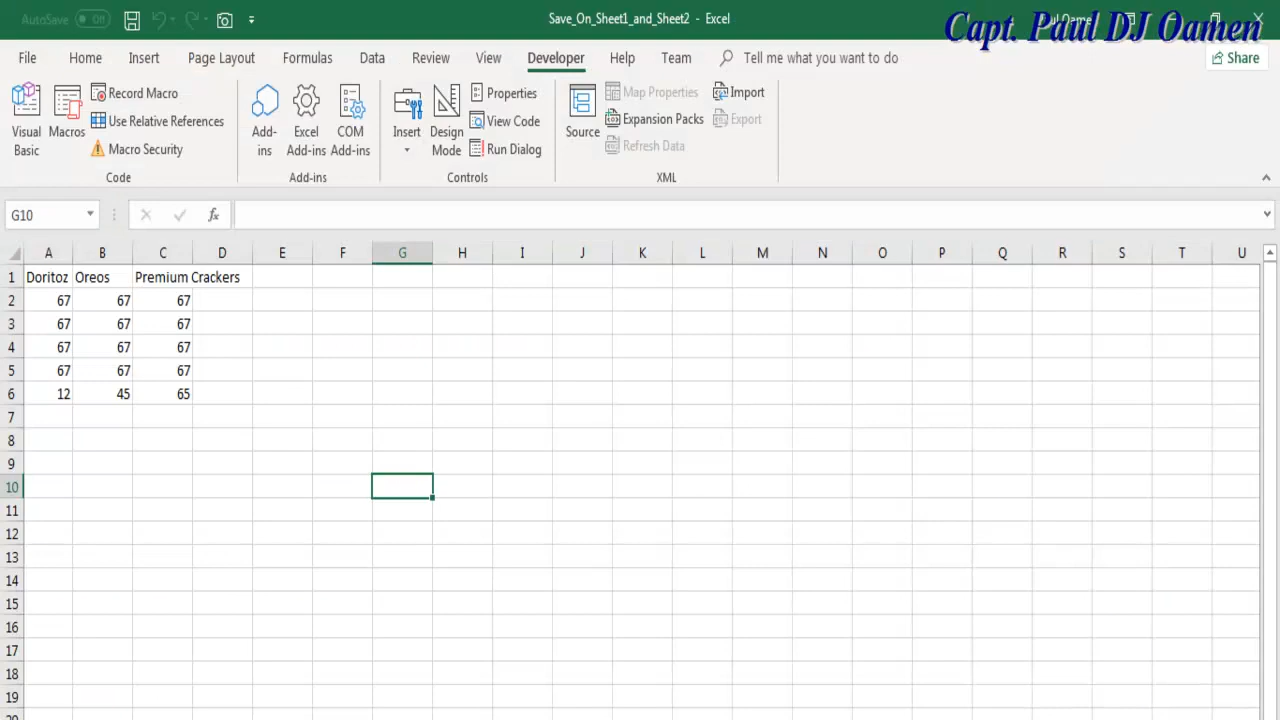 AutoSave Off
Save_On_Sheet1_and_Sheet2 - Excel
Capt. Paul DJ Oamen
File Home Insert Page Layout Formulas Data Review View Developer Help Team Tell me what you want to do Share
Visual Basic
Macros
Record Macro
Use Relative References
Macro Security
Code
Add-ins
Excel Add-ins
COM Add-ins
Add-ins
Insert
Design Mode
Properties
View Code
Run Dialog
Controls
Source
Map Properties
Expansion Packs
Refresh Data
Import
Export
XML
G10 fx
A B C D E F G H I J K L M N O P Q R S T U
1 Doritoz Oreos Premium Crackers
2 67 67 67
3 67 67 67
4 67 67 67
5 67 67 67
6 12 45 65
7
8
9
10
11
12
13
14
15
16
17
18
19